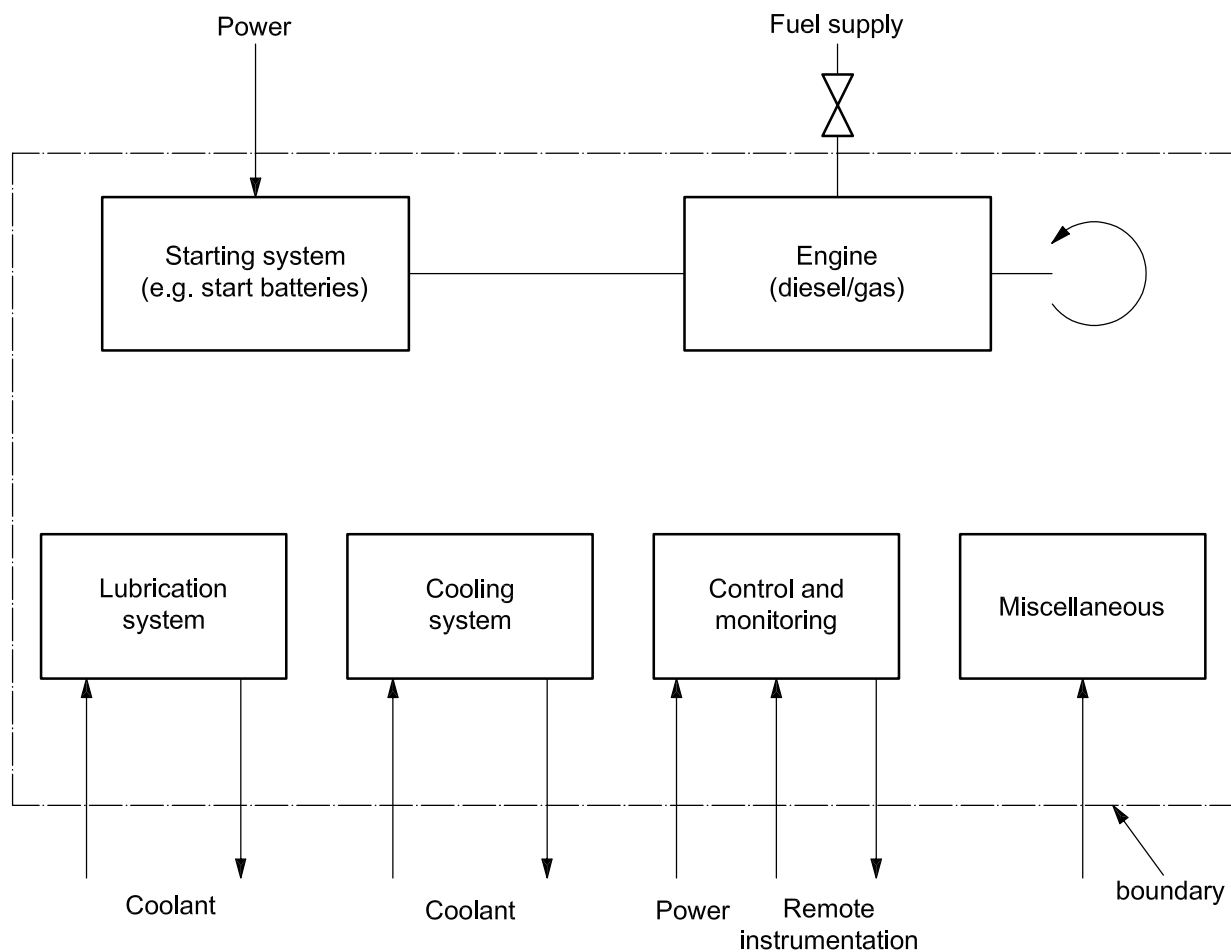 Power
Fuel supply
Starting system
(e.g. start batteries)
Engine
(diesel/gas)
Lubrication
system
Cooling
system
Control and
monitoring
Miscellaneous
Coolant
Coolant
Power
Remote
instrumentation
boundary